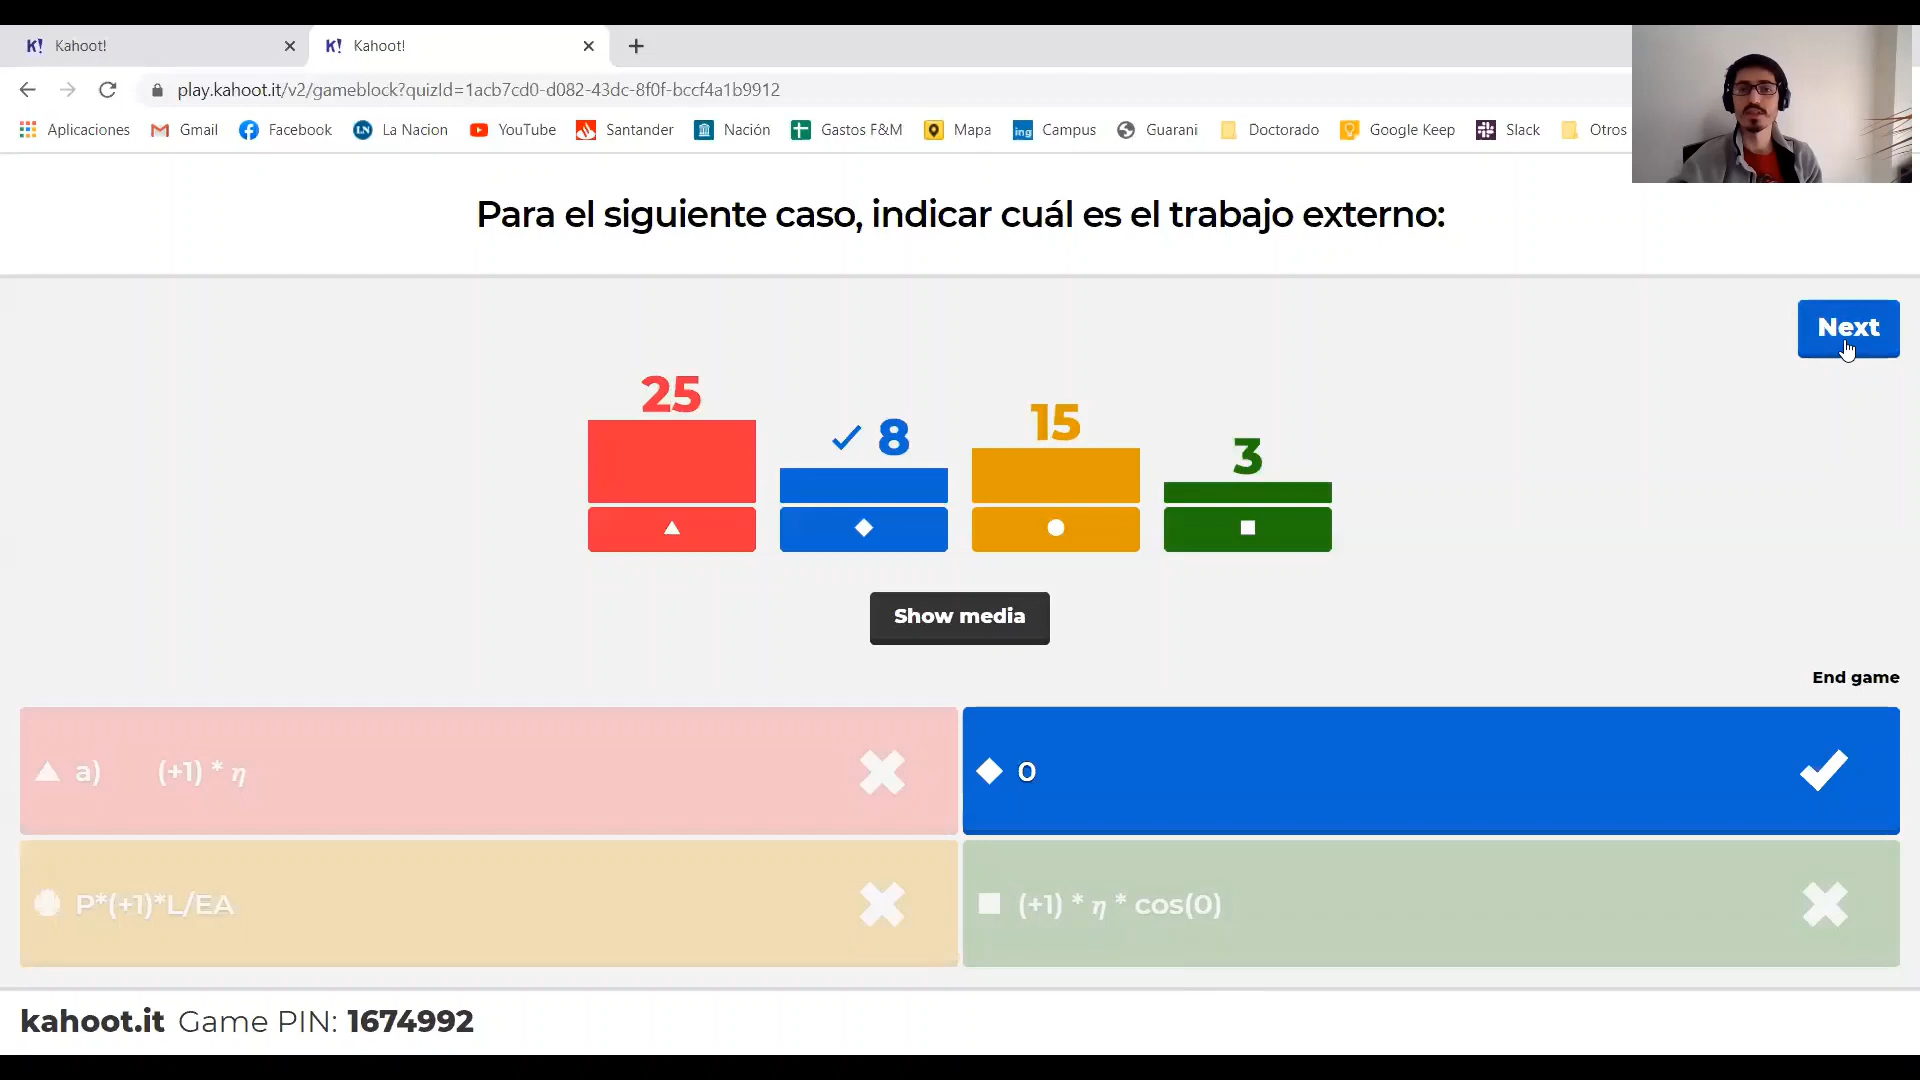 K! Kahoot!
K! Kahoot!
play.kahoot.it/v2/gameblock?quizId=1acb7cd0-d082-43dc-8f0f-bccf4a1b9912
Aplicaciones Gmail Facebook LN La Nacion YouTube Santander Nación Gastos F&M Mapa ing Campus Guarani Doctorado Google Keep Slack Otros
Para el siguiente caso, indicar cuál es el trabajo externo:
Next
25
8
15
3
Show media
End game
a) (+1) * η
0
P*(+1)*L/EA
(+1) * η * cos(0)
kahoot.it Game PIN: 1674992